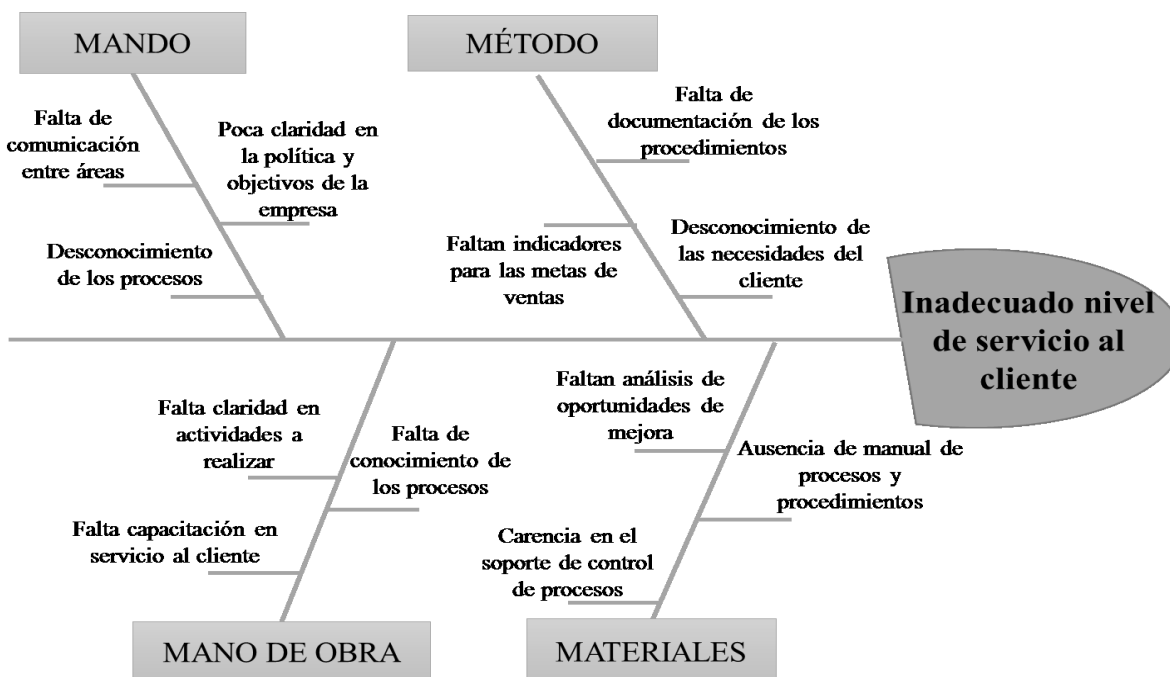 MANDO
Falta de
comunicación
entre áreas
Poca claridad en
la política y
objetivos de la
empresa
Desconocimiento
de los procesos
MÉTODO
Falta de
documentación de los
procedimientos
Faltan indicadores
para las metas de
ventas
Desconocimiento de
las necesidades del
cliente
Inadecuado nivel
de servicio al
cliente
Falta claridad en
actividades a
realizar
Falta de
conocimiento de
los procesos
Falta capacitación en
servicio al cliente
MANO DE OBRA
Faltan análisis de
oportunidades de
mejora
Ausencia de manual de
procesos y
procedimientos
Carencia en el
soporte de control
de procesos
MATERIALES